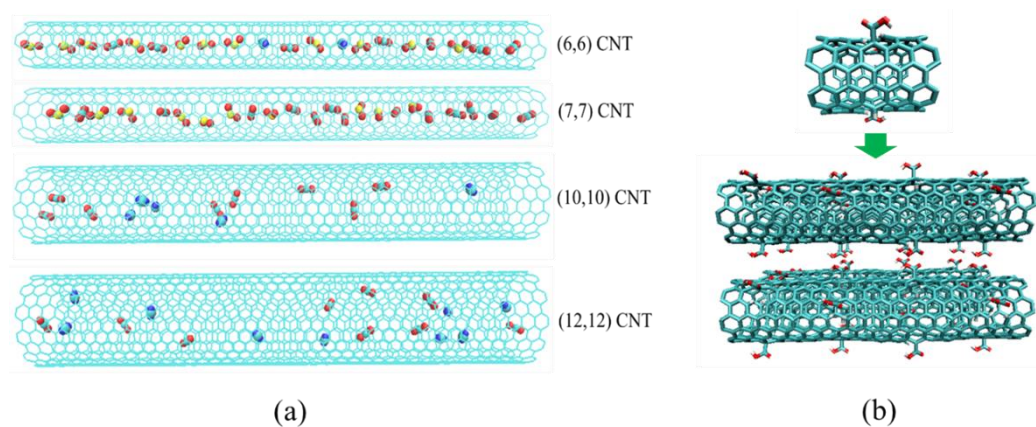 (6,6) CNT
(7,7) CNT
(10,10) CNT
(12,12) CNT
(a)
(b)